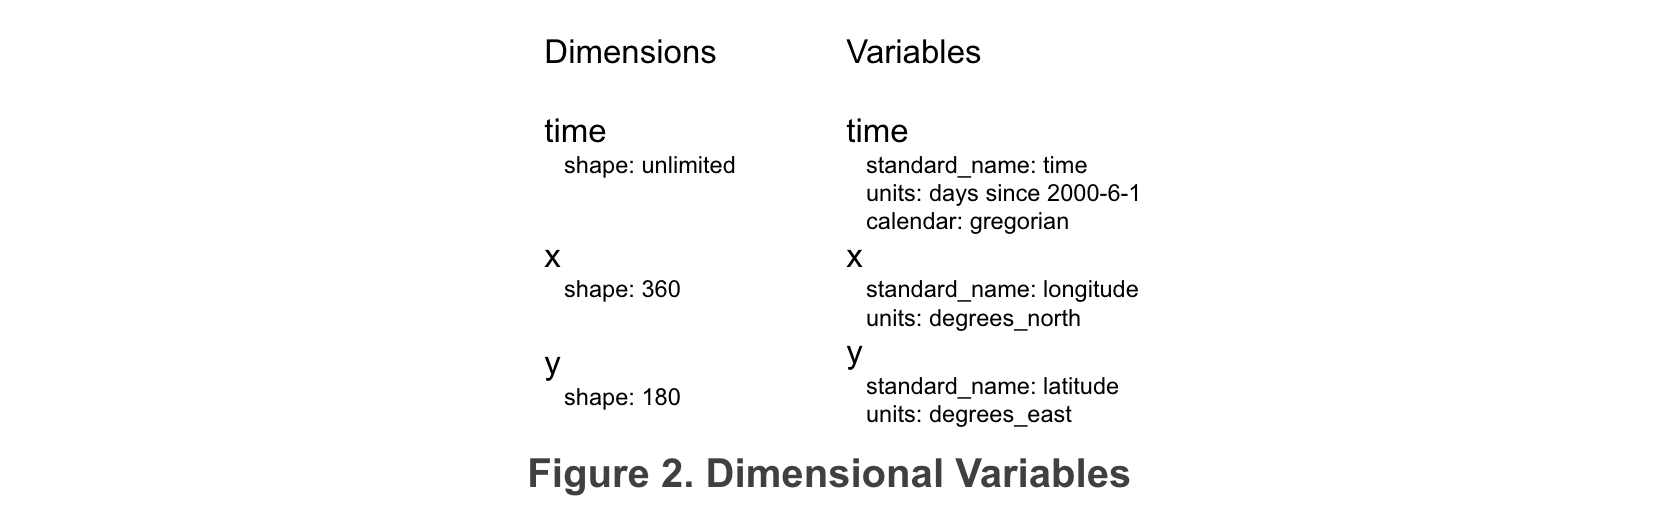 Dimensions
time
shape: unlimited
x
shape: 360
y
shape: 180
Variables
time
standard_name: time
units: days since 2000-6-1
calendar: gregorian
x
standard_name: longitude
units: degrees_north
y
standard_name: latitude
units: degrees_east
Figure 2. Dimensional Variables